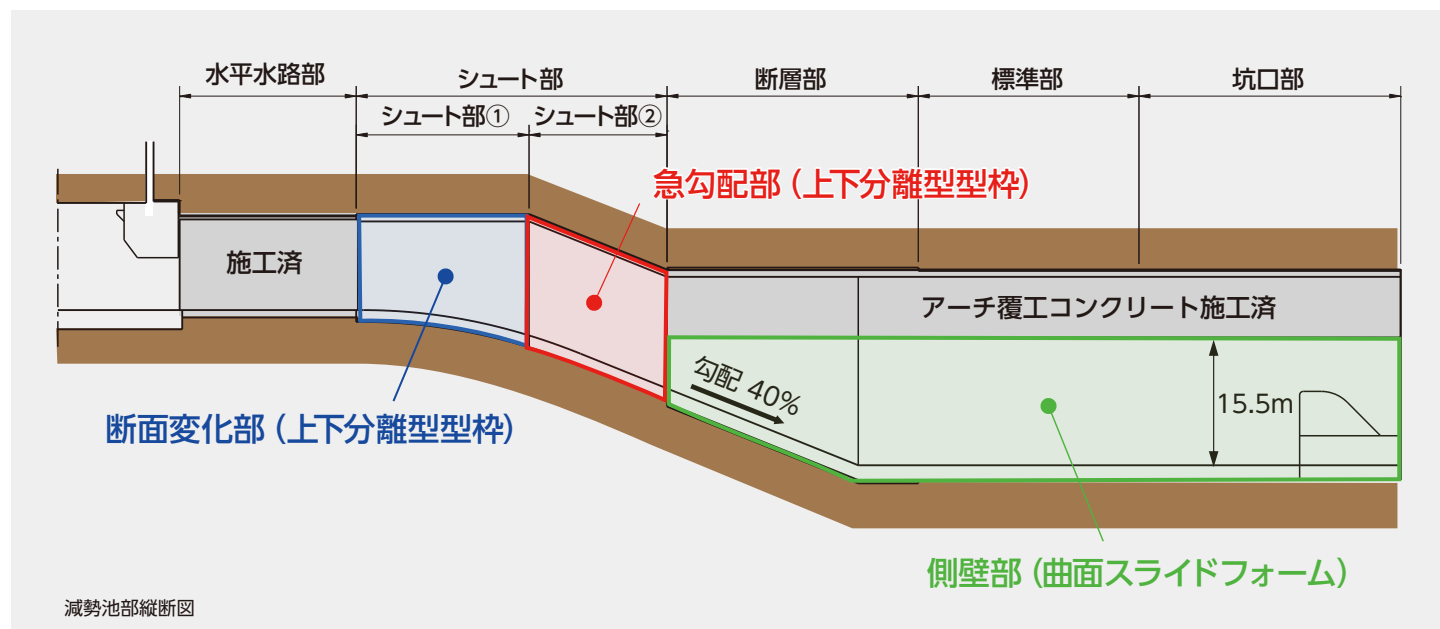 水平水路部
シュート部
断層部
標準部
坑口部
シュート部①
シュート部②
急勾配部（上下分離型型枠）
施工済
アーチ覆工コンクリート施工済
勾配 40%
15.5m
断面変化部（上下分離型型枠）
側壁部（曲面スライドフォーム）
減勢池部縦断図